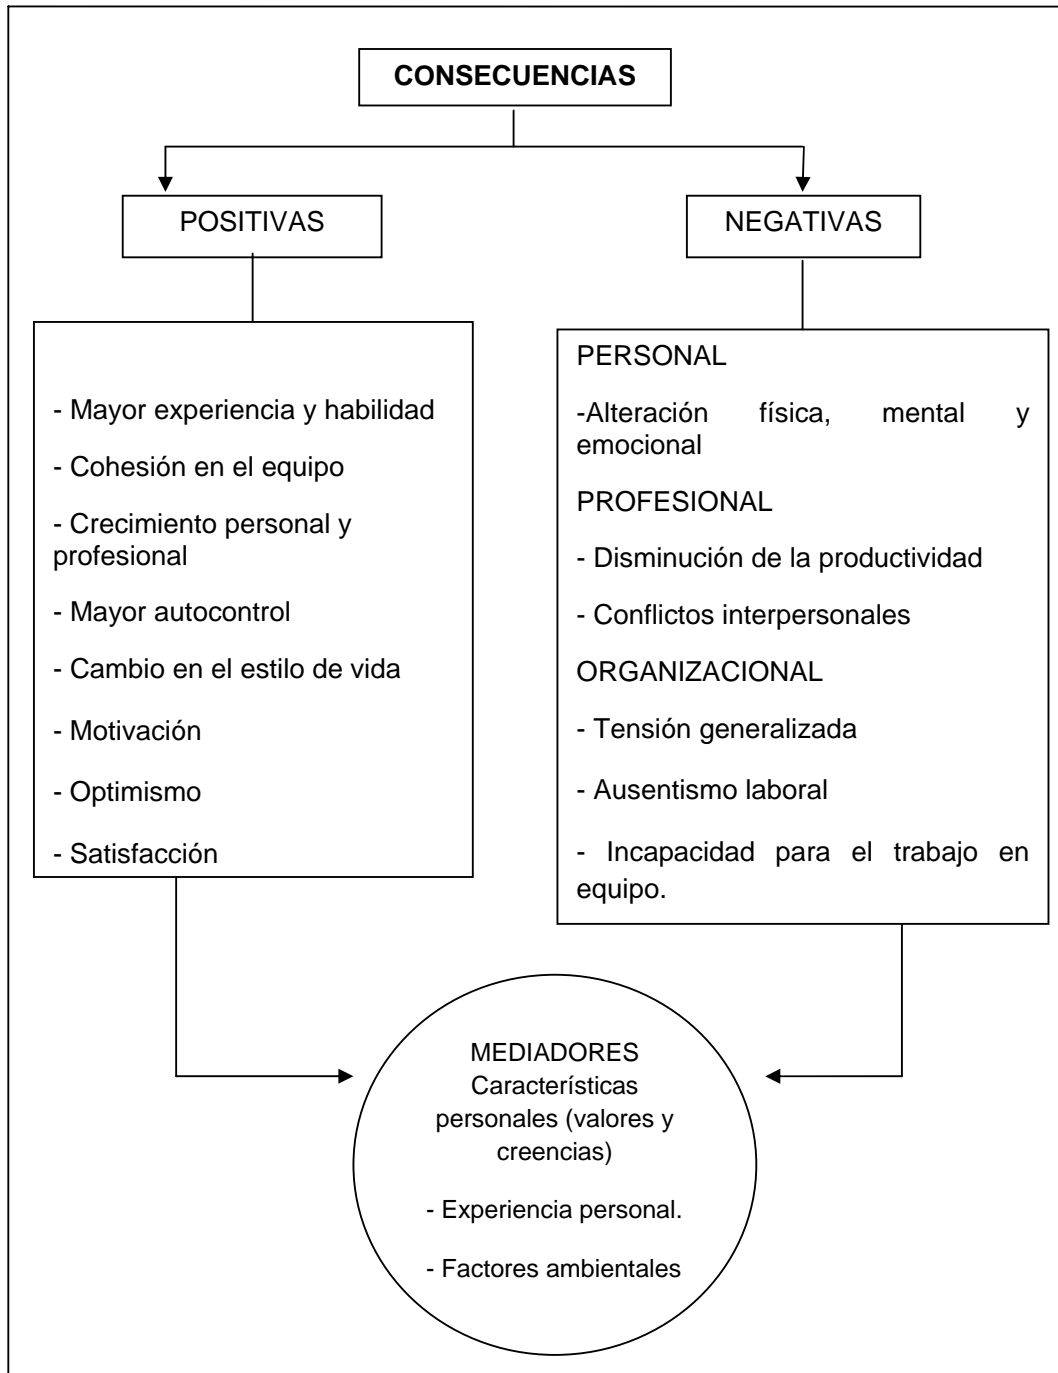 CONSECUENCIAS
POSITIVAS
NEGATIVAS
- Mayor experiencia y habilidad
- Cohesión en el equipo
- Crecimiento personal y
profesional
- Mayor autocontrol
- Cambio en el estilo de vida
- Motivación
- Optimismo
- Satisfacción
PERSONAL
-Alteración física, mental y
emocional
PROFESIONAL
- Disminución de la productividad
- Conflictos interpersonales
ORGANIZACIONAL
- Tensión generalizada
- Ausentismo laboral
- Incapacidad para el trabajo en
equipo.
MEDIADORES
Características
personales (valores y
creencias)
- Experiencia personal.
- Factores ambientales